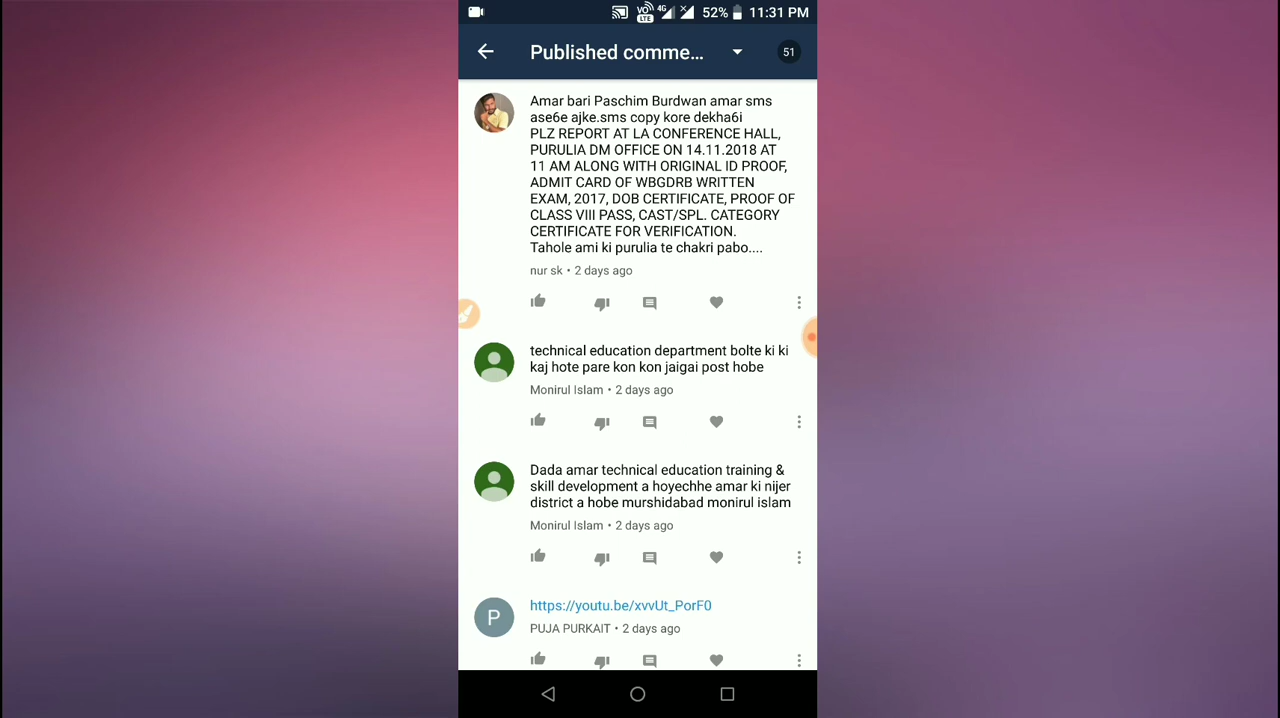 VO
LTE
4G
52%
11:31 PM
Published comme...
51
Amar bari Paschim Burdwan amar sms
ase6e ajke.sms copy kore dekha6i
PLZ REPORT AT LA CONFERENCE HALL,
PURULIA DM OFFICE ON 14.11.2018 AT
11 AM ALONG WITH ORIGINAL ID PROOF,
ADMIT CARD OF WBGDRB WRITTEN
EXAM, 2017, DOB CERTIFICATE, PROOF OF
CLASS VIII PASS, CAST/SPL. CATEGORY
CERTIFICATE FOR VERIFICATION.
Tahole ami ki purulia te chakri pabo....
nur sk • 2 days ago
technical education department bolte ki ki
kaj hote pare kon kon jaigai post hobe
Monirul Islam • 2 days ago
Dada amar technical education training &
skill development a hoyechhe amar ki nijer
district a hobe murshidabad monirul islam
Monirul Islam • 2 days ago
P
https://youtu.be/xvvUt_PorF0
PUJA PURKAIT • 2 days ago